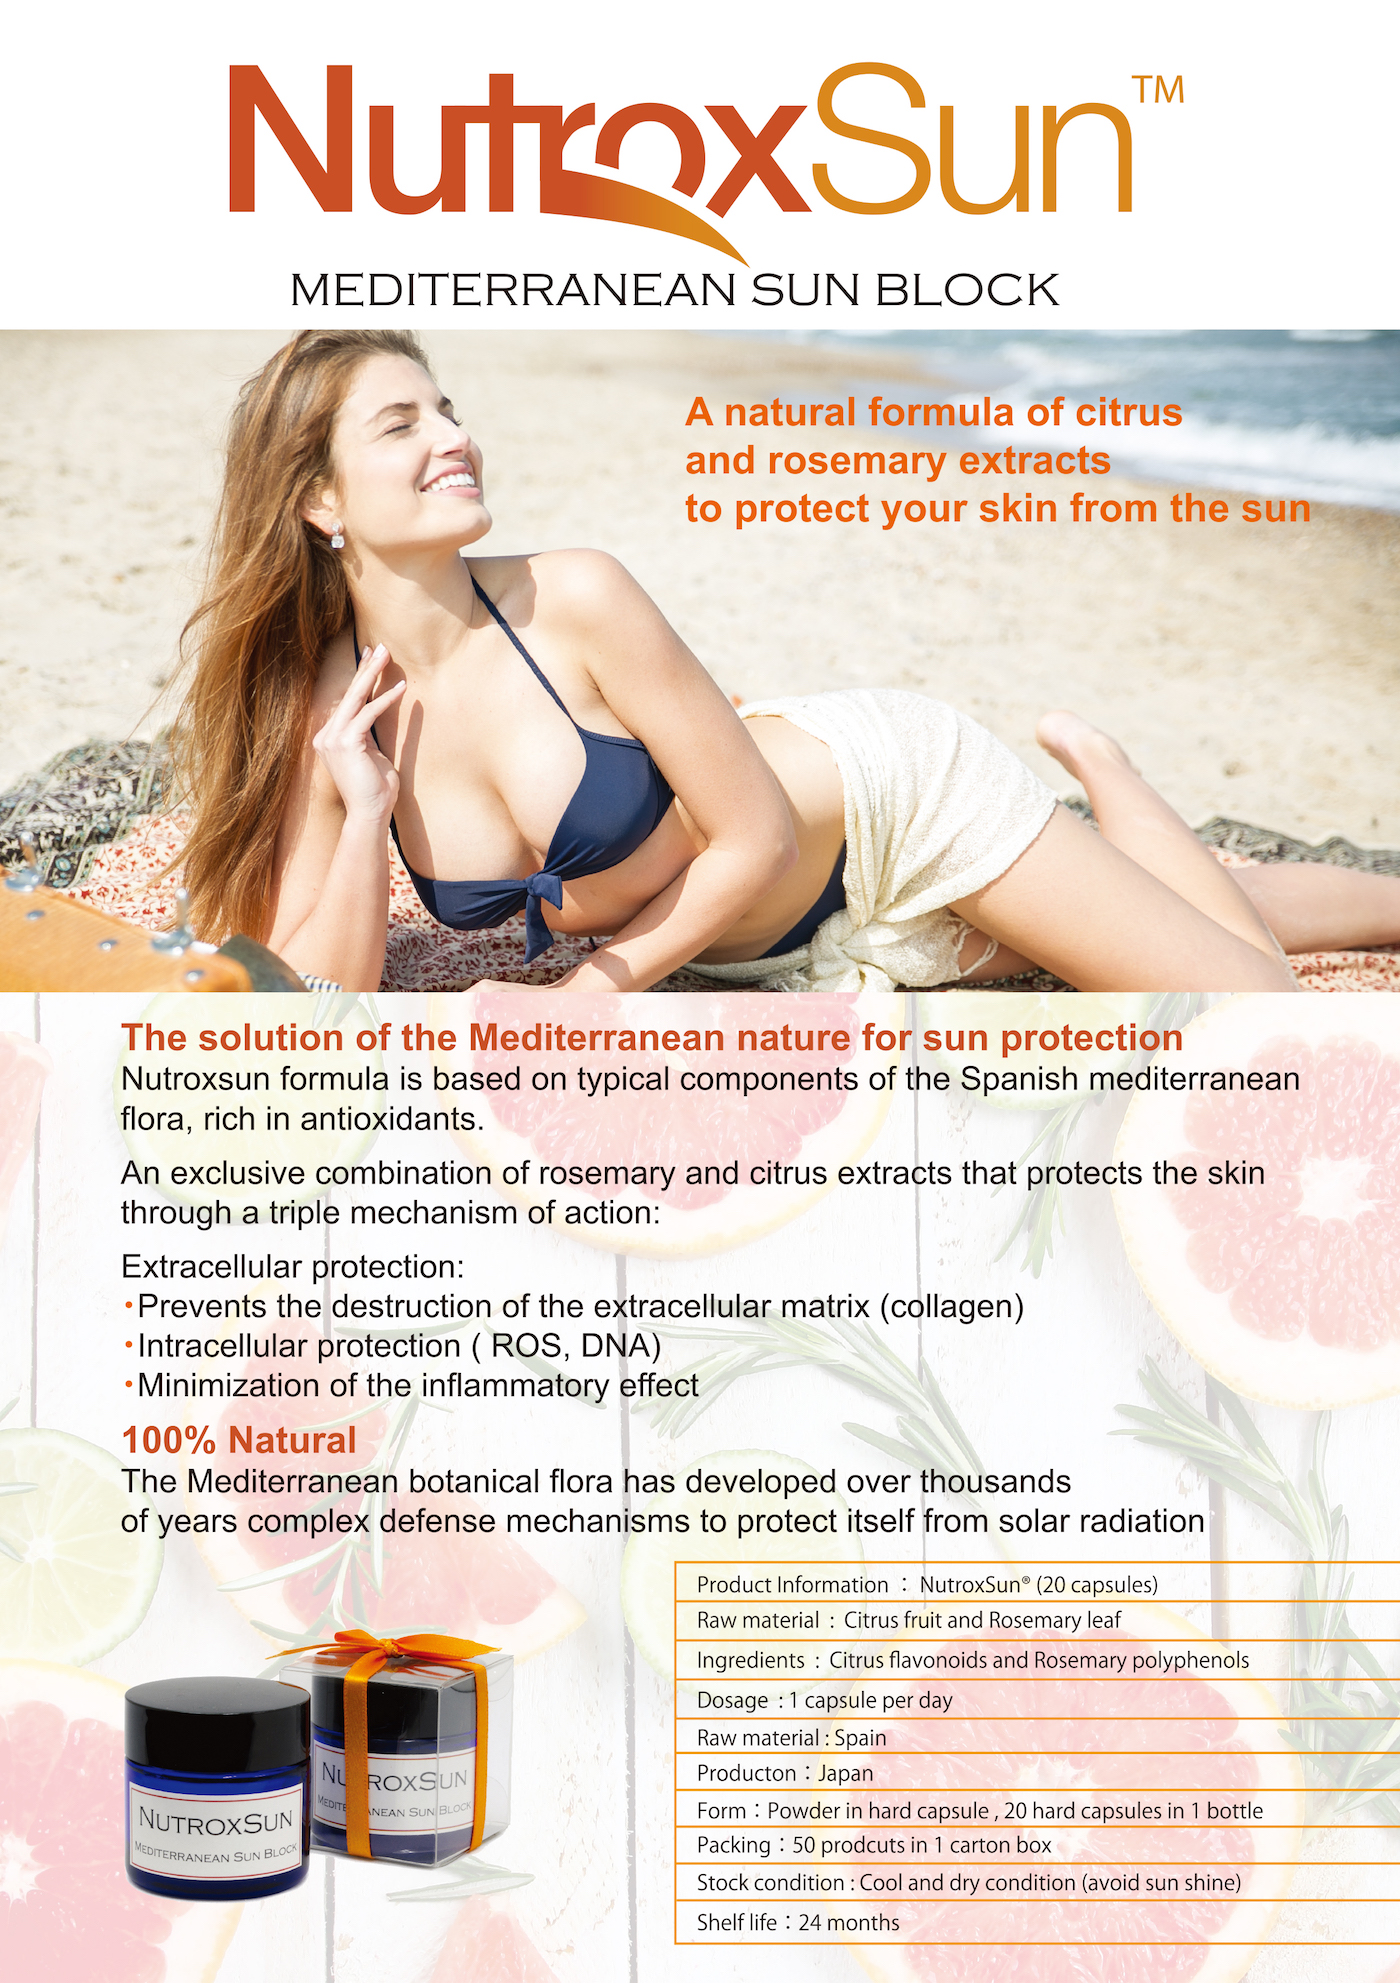 NutroxSun™
MEDITERRANEAN SUN BLOCK
A natural formula of citrus
and rosemary extracts
to protect your skin from the sun
The solution of the Mediterranean nature for sun protection
Nutroxsun formula is based on typical components of the Spanish mediterranean
flora, rich in antioxidants.
An exclusive combination of rosemary and citrus extracts that protects the skin
through a triple mechanism of action:
Extracellular protection:
・Prevents the destruction of the extracellular matrix (collagen)
・Intracellular protection ( ROS, DNA)
・Minimization of the inflammatory effect
100% Natural
The Mediterranean botanical flora has developed over thousands
of years complex defense mechanisms to protect itself from solar radiation
Product Information ： NutroxSun® (20 capsules)
Raw material : Citrus fruit and Rosemary leaf
Ingredients : Citrus flavonoids and Rosemary polyphenols
Dosage : 1 capsule per day
Raw material : Spain
Producton：Japan
Form：Powder in hard capsule , 20 hard capsules in 1 bottle
Packing：50 prodcuts in 1 carton box
Stock condition : Cool and dry condition (avoid sun shine)
Shelf life：24 months
NUTROXSUN
MEDITERRANEAN SUN BLOCK
NU ROXSUN
MEDITE ANEAN SUN BLOCK